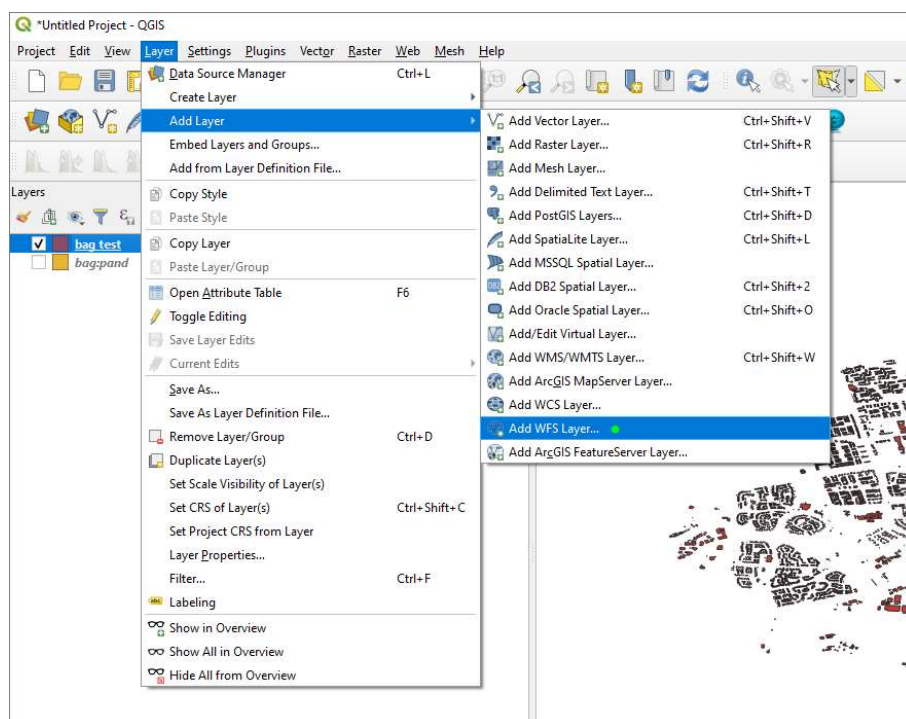 *Untitled Project - QGIS
Project Edit View Layer Settings Plugins Vector Raster Web Mesh Help
Data Source Manager Ctrl+L
Create Layer
Add Layer
Embed Layers and Groups...
Add from Layer Definition File...
Copy Style
Paste Style
Copy Layer
Paste Layer/Group
Open Attribute Table F6
Toggle Editing
Save Layer Edits
Current Edits
Save As...
Save As Layer Definition File...
Remove Layer/Group Ctrl+D
Duplicate Layer(s)
Set Scale Visibility of Layer(s)
Set CRS of Layer(s) Ctrl+Shift+C
Set Project CRS from Layer
Layer Properties...
Filter... Ctrl+F
abc Labeling
Show in Overview
Show All in Overview
Hide All from Overview
Add Vector Layer... Ctrl+Shift+V
Add Raster Layer... Ctrl+Shift+R
Add Mesh Layer...
Add Delimited Text Layer... Ctrl+Shift+T
Add PostGIS Layers... Ctrl+Shift+D
Add SpatiaLite Layer... Ctrl+Shift+L
Add MSSQL Spatial Layer...
Add DB2 Spatial Layer... Ctrl+Shift+2
Add Oracle Spatial Layer... Ctrl+Shift+O
Add/Edit Virtual Layer...
Add WMS/WMTS Layer... Ctrl+Shift+W
Add ArcGIS MapServer Layer...
Add WCS Layer...
Add WFS Layer...
Add ArcGIS FeatureServer Layer...
Layers
bag test
bag:pand